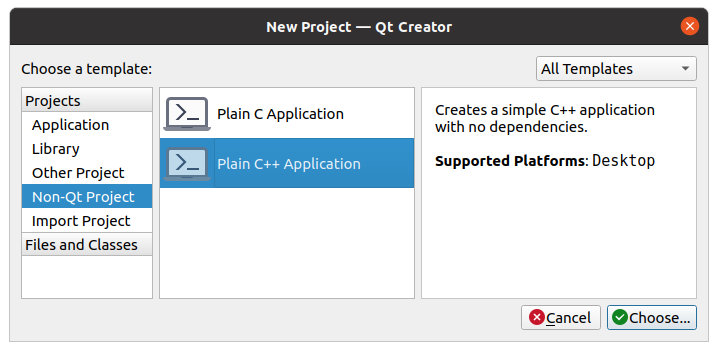 New Project — Qt Creator
Choose a template:
All Templates
Projects
Application
Library
Other Project
Non-Qt Project
Import Project
Files and Classes
Plain C Application
Plain C++ Application
Creates a simple C++ application
with no dependencies.
Supported Platforms: Desktop
Cancel
Choose...